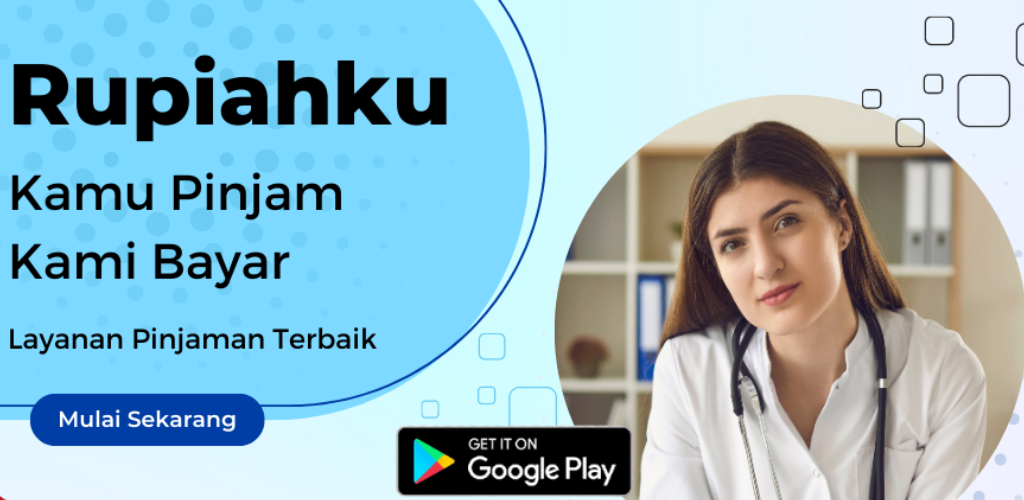 Rupiahku
Kamu Pinjam
Kami Bayar
Layanan Pinjaman Terbaik
Mulai Sekarang
GET IT ON
Google Play